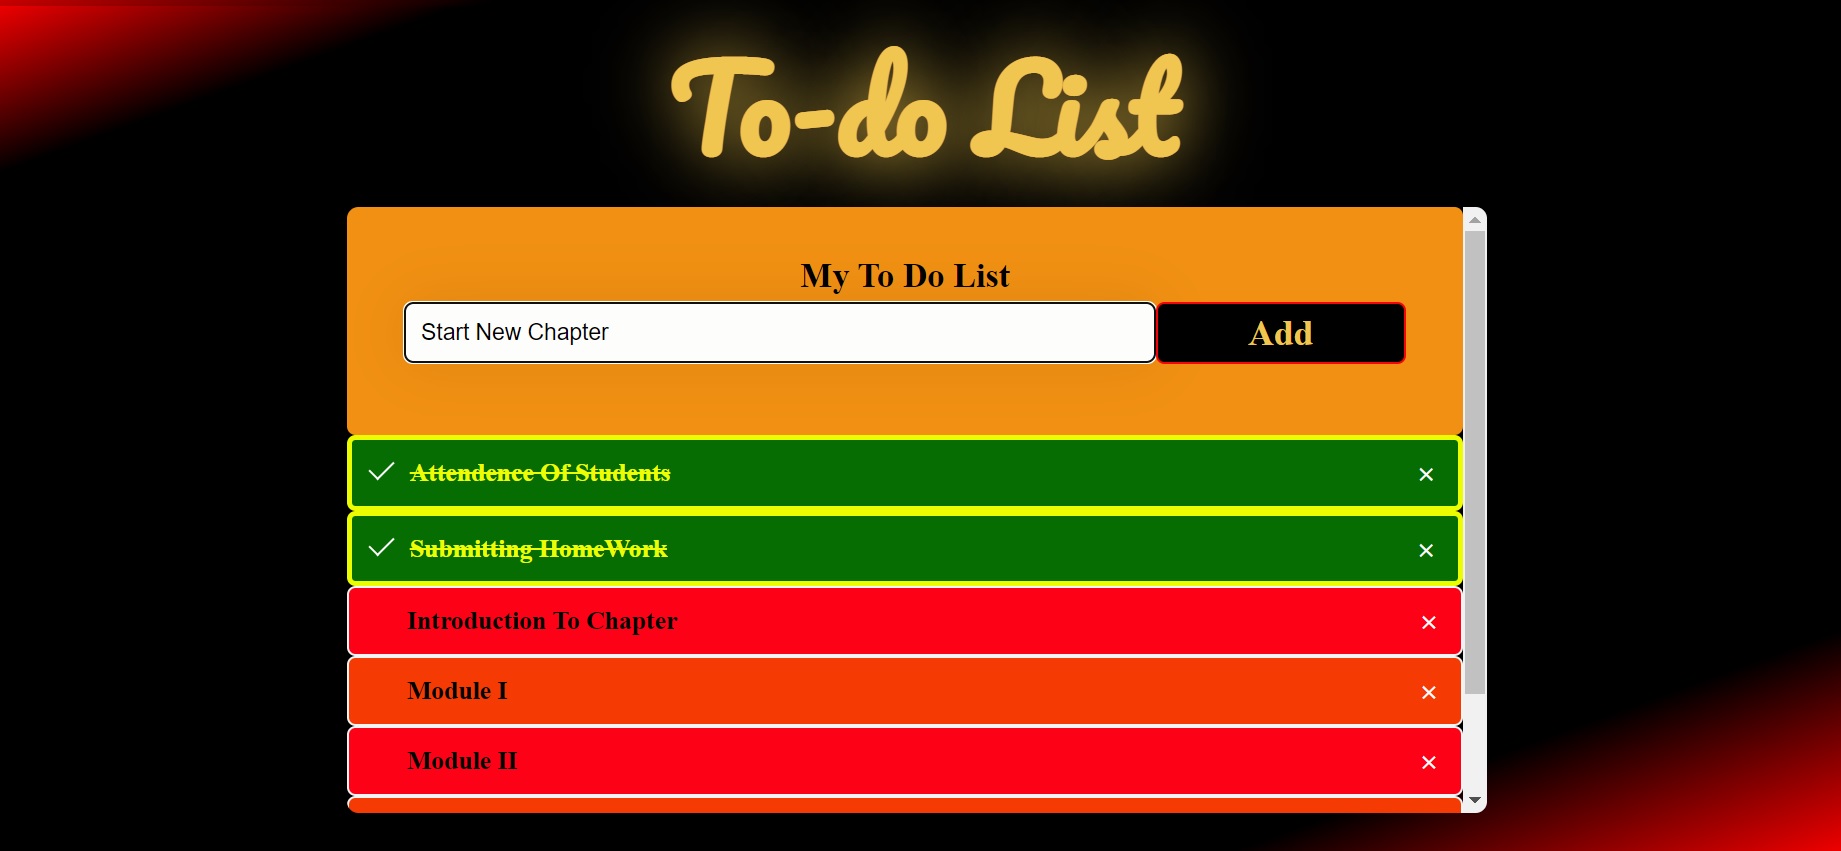 To-do List
My To Do List
Start New Chapter
Add
Attendence Of Students
Submitting HomeWork
Introduction To Chapter
Module I
Module II